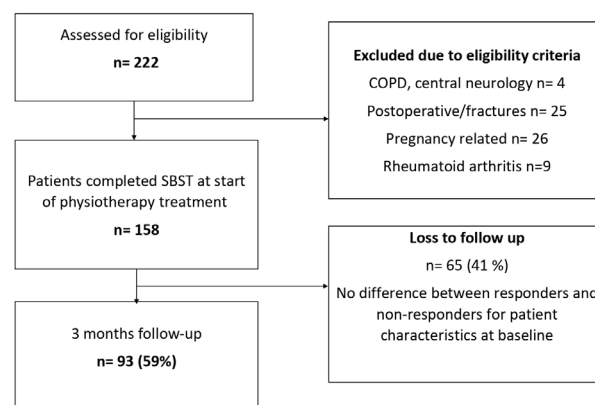 Assessed for eligibility
n= 222
Excluded due to eligibility criteria
COPD, central neurology n= 4
Postoperative/fractures n= 25
Pregnancy related n= 26
Rheumatoid arthritis n=9
Patients completed SBST at start
of physiotherapy treatment
n= 158
Loss to follow up
n= 65 (41 %)
No difference between responders and
non-responders for patient
characteristics at baseline
3 months follow-up
n= 93 (59%)